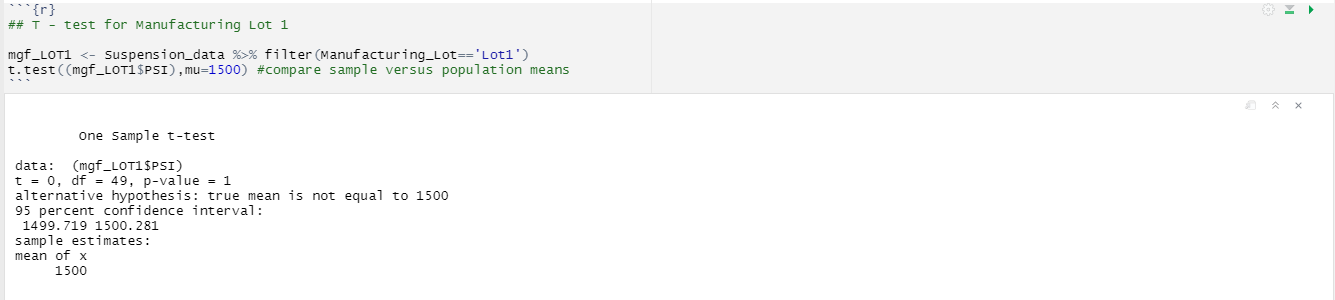 ```{r}
## T - test for Manufacturing Lot 1
mgf_LOT1 <- Suspension_data %>% filter(Manufacturing_Lot=='Lot1')
t.test((mgf_LOT1$PSI),mu=1500) #compare sample versus population means
```
One Sample t-test
data:  (mgf_LOT1$PSI)
t = 0, df = 49, p-value = 1
alternative hypothesis: true mean is not equal to 1500
95 percent confidence interval:
1499.719 1500.281
sample estimates:
mean of x
1500